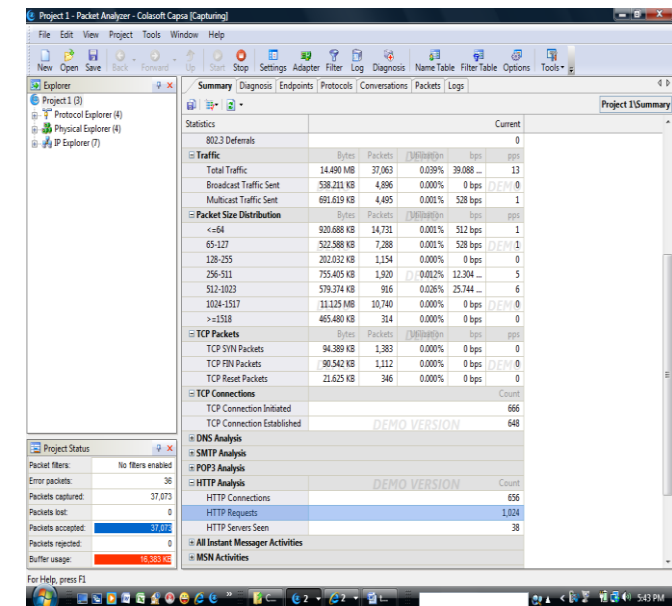 Project 1 - Packet Analyzer - Colasoft Capsa [Capturing]
File Edit View Project Tools Window Help
New Open Save Back Forward Up Start Stop Settings Adapter Filter Log Diagnosis Name Table Filter Table Options Tools
Explorer
Project 1 (3)
Protocol Explorer (4)
Physical Explorer (4)
IP Explorer (7)
Summary Diagnosis Endpoints Protocols Conversations Packets Logs
Project 1\Summary
Statistics Current
802.3 Deferrals 0
Traffic Bytes Packets Utilization bps pps
Total Traffic 14.490 MB 37,063 0.039% 39.088 ... 13
Broadcast Traffic Sent 538.211 KB 4,896 0.000% 0 bps 0
Multicast Traffic Sent 691.619 KB 4,495 0.001% 528 bps 1
Packet Size Distribution Bytes Packets Utilization bps pps
<=64 920.688 KB 14,731 0.001% 512 bps 1
65-127 522.588 KB 7,288 0.001% 528 bps 1
128-255 202.032 KB 1,154 0.000% 0 bps 0
256-511 755.405 KB 1,920 0.012% 12.304 ... 5
512-1023 579.374 KB 916 0.026% 25.744 ... 6
1024-1517 11.125 MB 10,740 0.000% 0 bps 0
>=1518 465.480 KB 314 0.000% 0 bps 0
TCP Packets Bytes Packets Utilization bps pps
TCP SYN Packets 94.389 KB 1,383 0.000% 0 bps 0
TCP FIN Packets 90.542 KB 1,112 0.000% 0 bps 0
TCP Reset Packets 21.625 KB 346 0.000% 0 bps 0
TCP Connections Count
TCP Connection Initiated 666
TCP Connection Established 648
DEMO VERSION
DNS Analysis
SMTP Analysis
POP3 Analysis
HTTP Analysis DEMO VERSION Count
HTTP Connections 656
HTTP Requests 1,024
HTTP Servers Seen 38
All Instant Messager Activities
MSN Activities
Project Status
Packet filters: No filters enabled
Error packets: 36
Packets captured: 37,073
Packets lost: 0
Packets accepted: 37,073
Packets rejected: 0
Buffer usage: 16,383 KB
For Help, press F1
C... 2 2 t... 5:43 PM